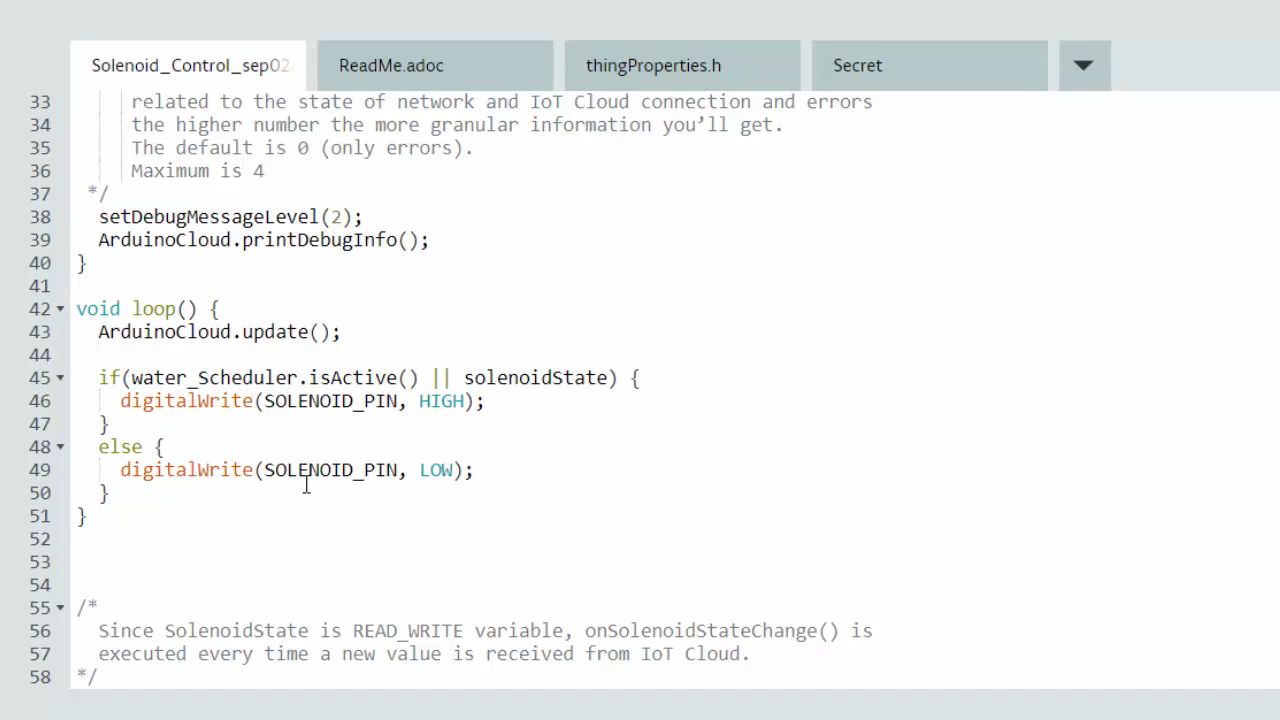 Solenoid_Control_sep02
ReadMe.adoc
thingProperties.h
Secret
33 related to the state of network and IoT Cloud connection and errors
34 the higher number the more granular information you’ll get.
35 The default is 0 (only errors).
36 Maximum is 4
37 */
38 setDebugMessageLevel(2);
39 ArduinoCloud.printDebugInfo();
40 }
41
42 void loop() {
43 ArduinoCloud.update();
44
45 if(water_Scheduler.isActive() || solenoidState) {
46 digitalWrite(SOLENOID_PIN, HIGH);
47 }
48 else {
49 digitalWrite(SOLENOID_PIN, LOW);
50 }
51 }
52
53
54
55 /*
56 Since SolenoidState is READ_WRITE variable, onSolenoidStateChange() is
57 executed every time a new value is received from IoT Cloud.
58 */